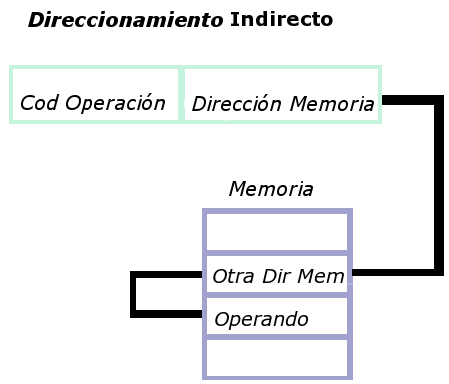 Direccionamiento Indirecto
Cod Operación
Dirección Memoria
Memoria
Otra Dir Mem
Operando